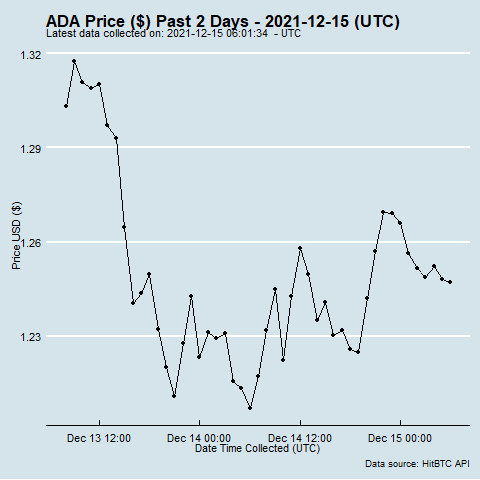 ADA Price ($) Past 2 Days - 2021-12-15 (UTC)
Latest data collected on: 2021-12-15 06:01:34 - UTC
1.32
1.29
1.26
1.23
Price USD ($)
Dec 13 12:00
Dec 14 00:00
Dec 14 12:00
Dec 15 00:00
Date Time Collected (UTC)
Data source: HitBTC API